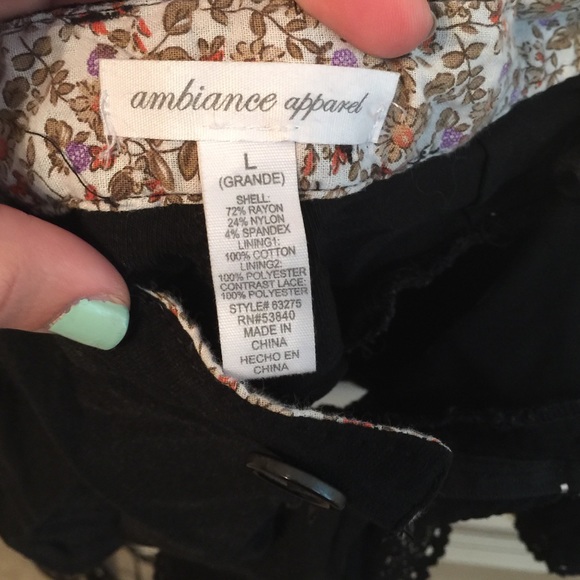 ambiance apparel
L
(GRANDE)
SHELL:
72% RAYON
24% NYLON
4% SPANDEX
LINING1:
100% COTTON
LINING2:
100% POLYESTER
CONTRAST LACE:
100% POLYESTER
STYLE# 63275
RN#53840
MADE IN
CHINA
HECHO EN
CHINA